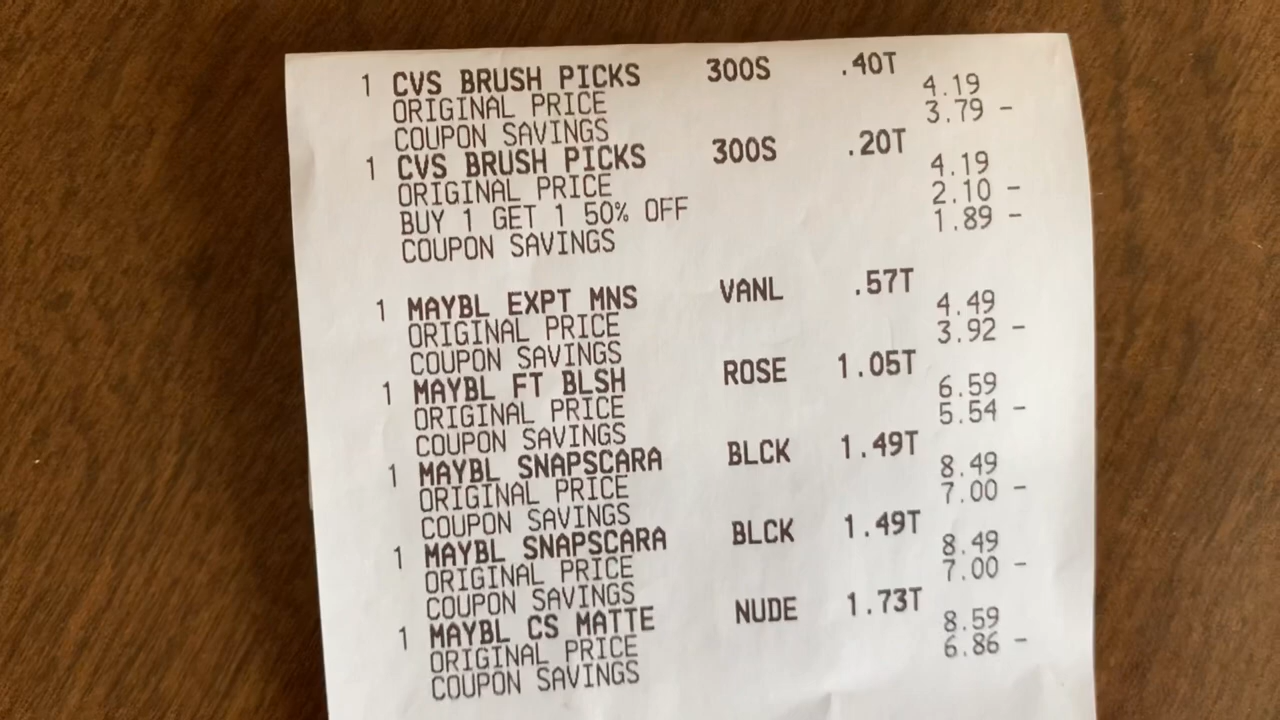 1 CVS BRUSH PICKS 300S .40T
ORIGINAL PRICE 4.19
COUPON SAVINGS 3.79 -
1 CVS BRUSH PICKS 300S .20T
ORIGINAL PRICE 4.19
BUY 1 GET 1 50% OFF 2.10 -
COUPON SAVINGS 1.89 -
1 MAYBL EXPT MNS VANL .57T
ORIGINAL PRICE 4.49
COUPON SAVINGS 3.92 -
1 MAYBL FT BLSH ROSE 1.05T
ORIGINAL PRICE 6.59
COUPON SAVINGS 5.54 -
1 MAYBL SNAPSCARA BLCK 1.49T
ORIGINAL PRICE 8.49
COUPON SAVINGS 7.00 -
1 MAYBL SNAPSCARA BLCK 1.49T
ORIGINAL PRICE 8.49
COUPON SAVINGS 7.00 -
1 MAYBL CS MATTE NUDE 1.73T
ORIGINAL PRICE 8.59
COUPON SAVINGS 6.86 -